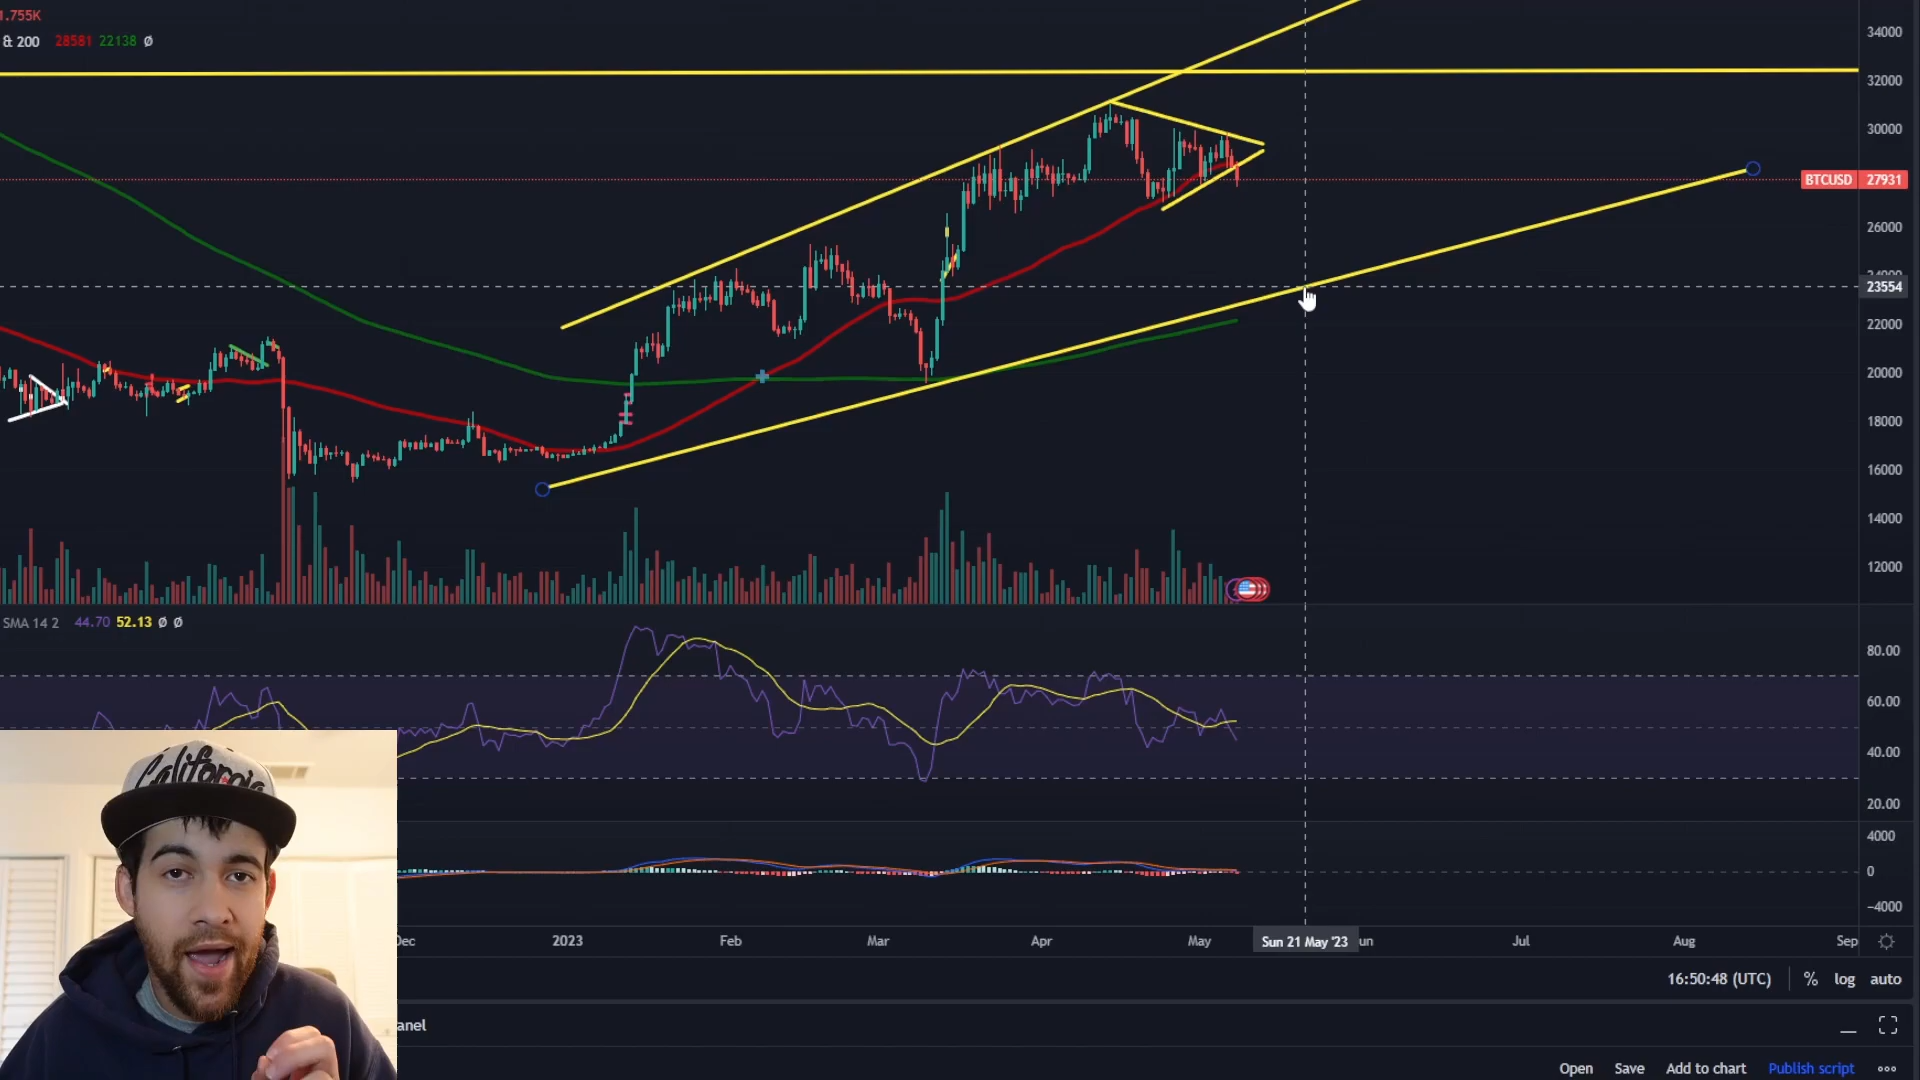 1.755K
& 200 28581 22138 Ø
34000
32000
30000
BTCUSD 27931
26000
24000
23554
22000
20000
18000
16000
14000
12000
SMA 14 2 44.70 52.13 Ø Ø
80.00
60.00
40.00
20.00
4000
0
−4000
California
Dec 2023 Feb Mar Apr May Sun 21 May '23 un Jul Aug Sep
16:50:48 (UTC) % log auto
anel
Open Save Add to chart Publish script